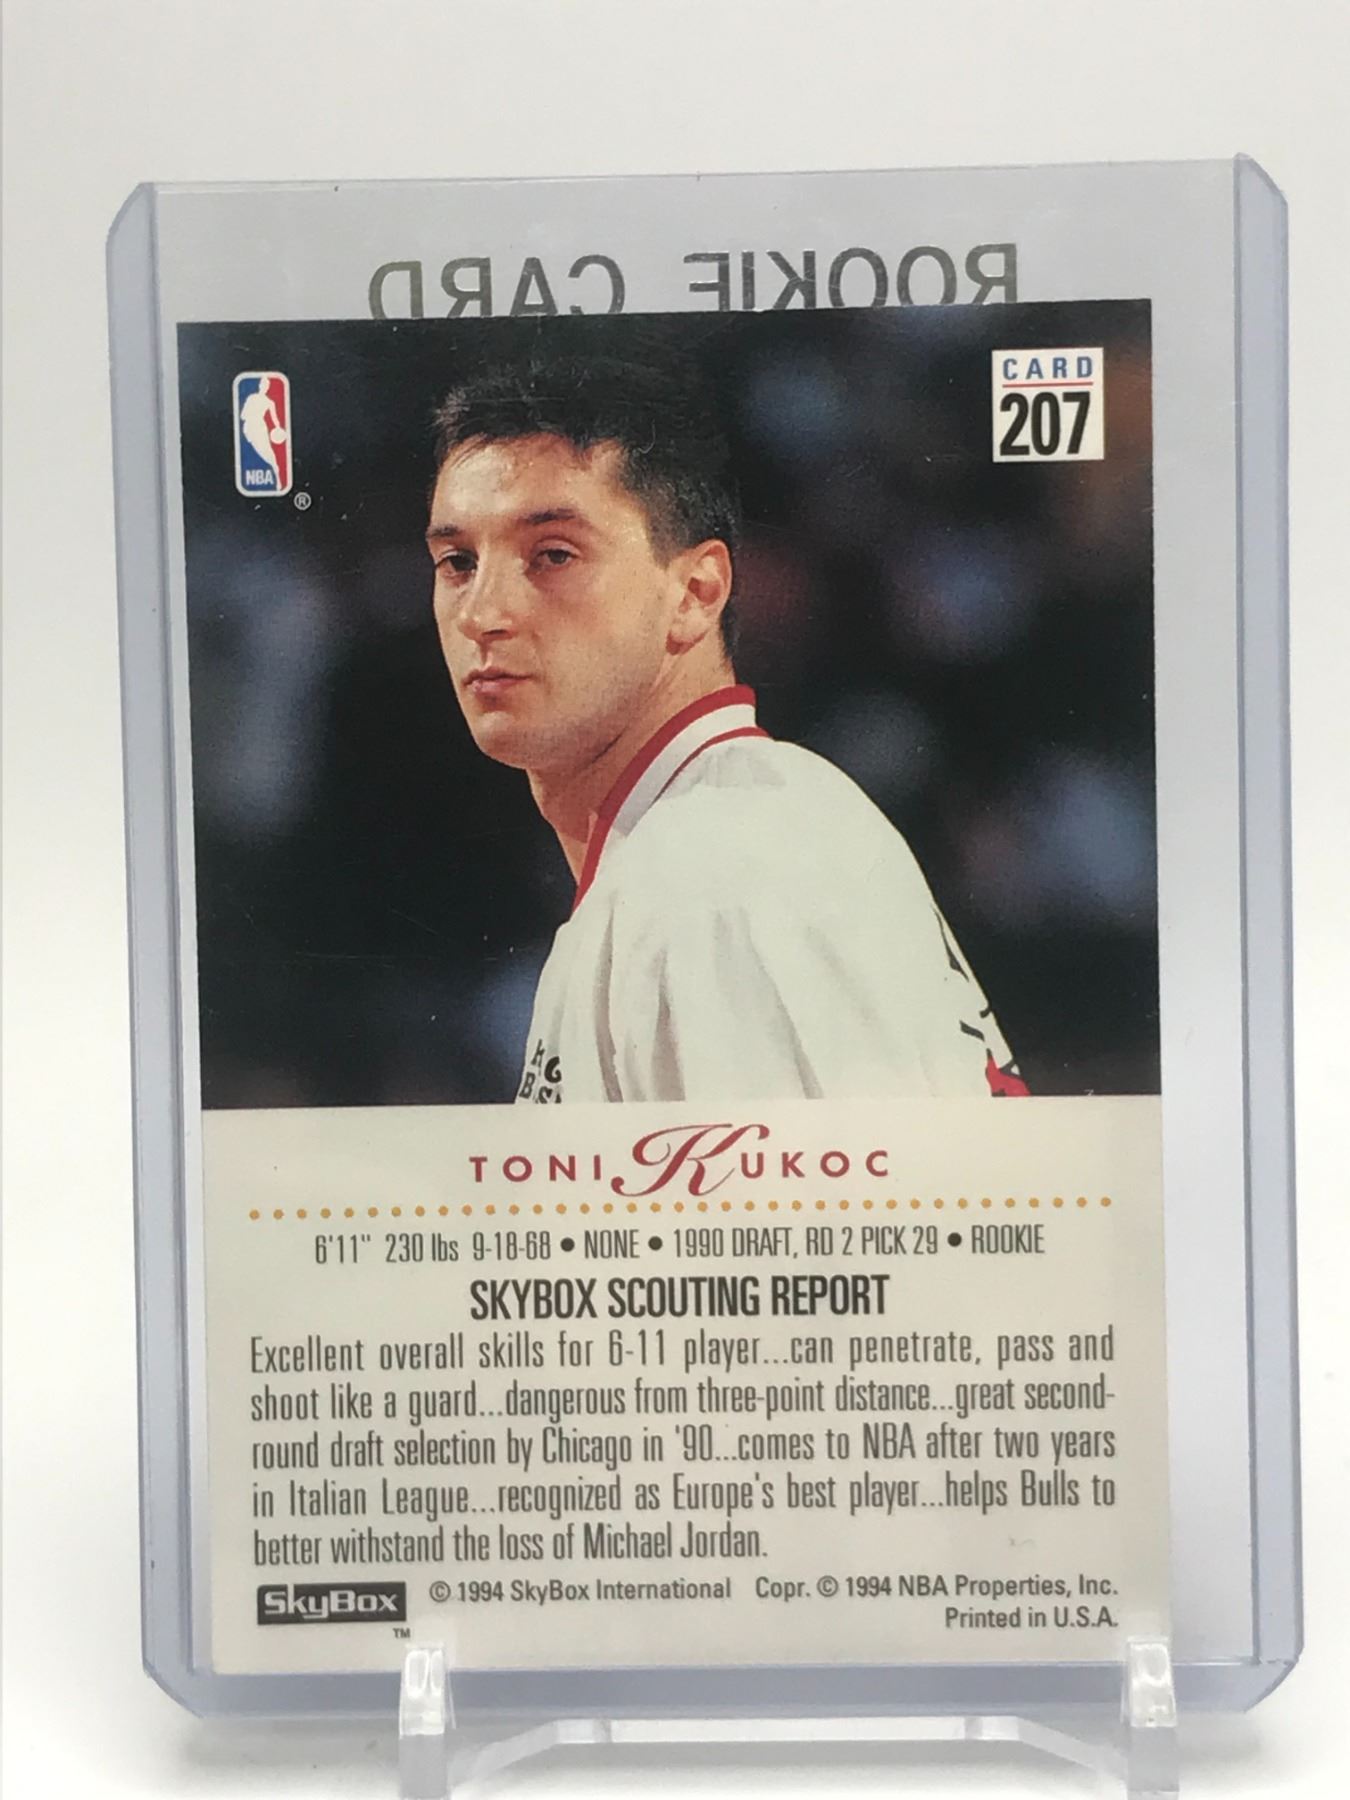 ROOKIE CARD
CARD
207
NBA
®
TONI KUKOC
6'11" 230 lbs 9-18-68 • NONE • 1990 DRAFT, RD 2 PICK 29 • ROOKIE
SKYBOX SCOUTING REPORT
Excellent overall skills for 6-11 player...can penetrate, pass and
shoot like a guard...dangerous from three-point distance...great second-
round draft selection by Chicago in '90...comes to NBA after two years
in Italian League...recognized as Europe's best player...helps Bulls to
better withstand the loss of Michael Jordan.
SkyBox TM © 1994 SkyBox International Copr. © 1994 NBA Properties, Inc.
Printed in U.S.A.